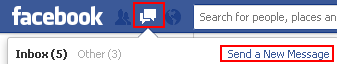 facebook
Search for people, places an
Inbox (5) Other (3) Send a New Message